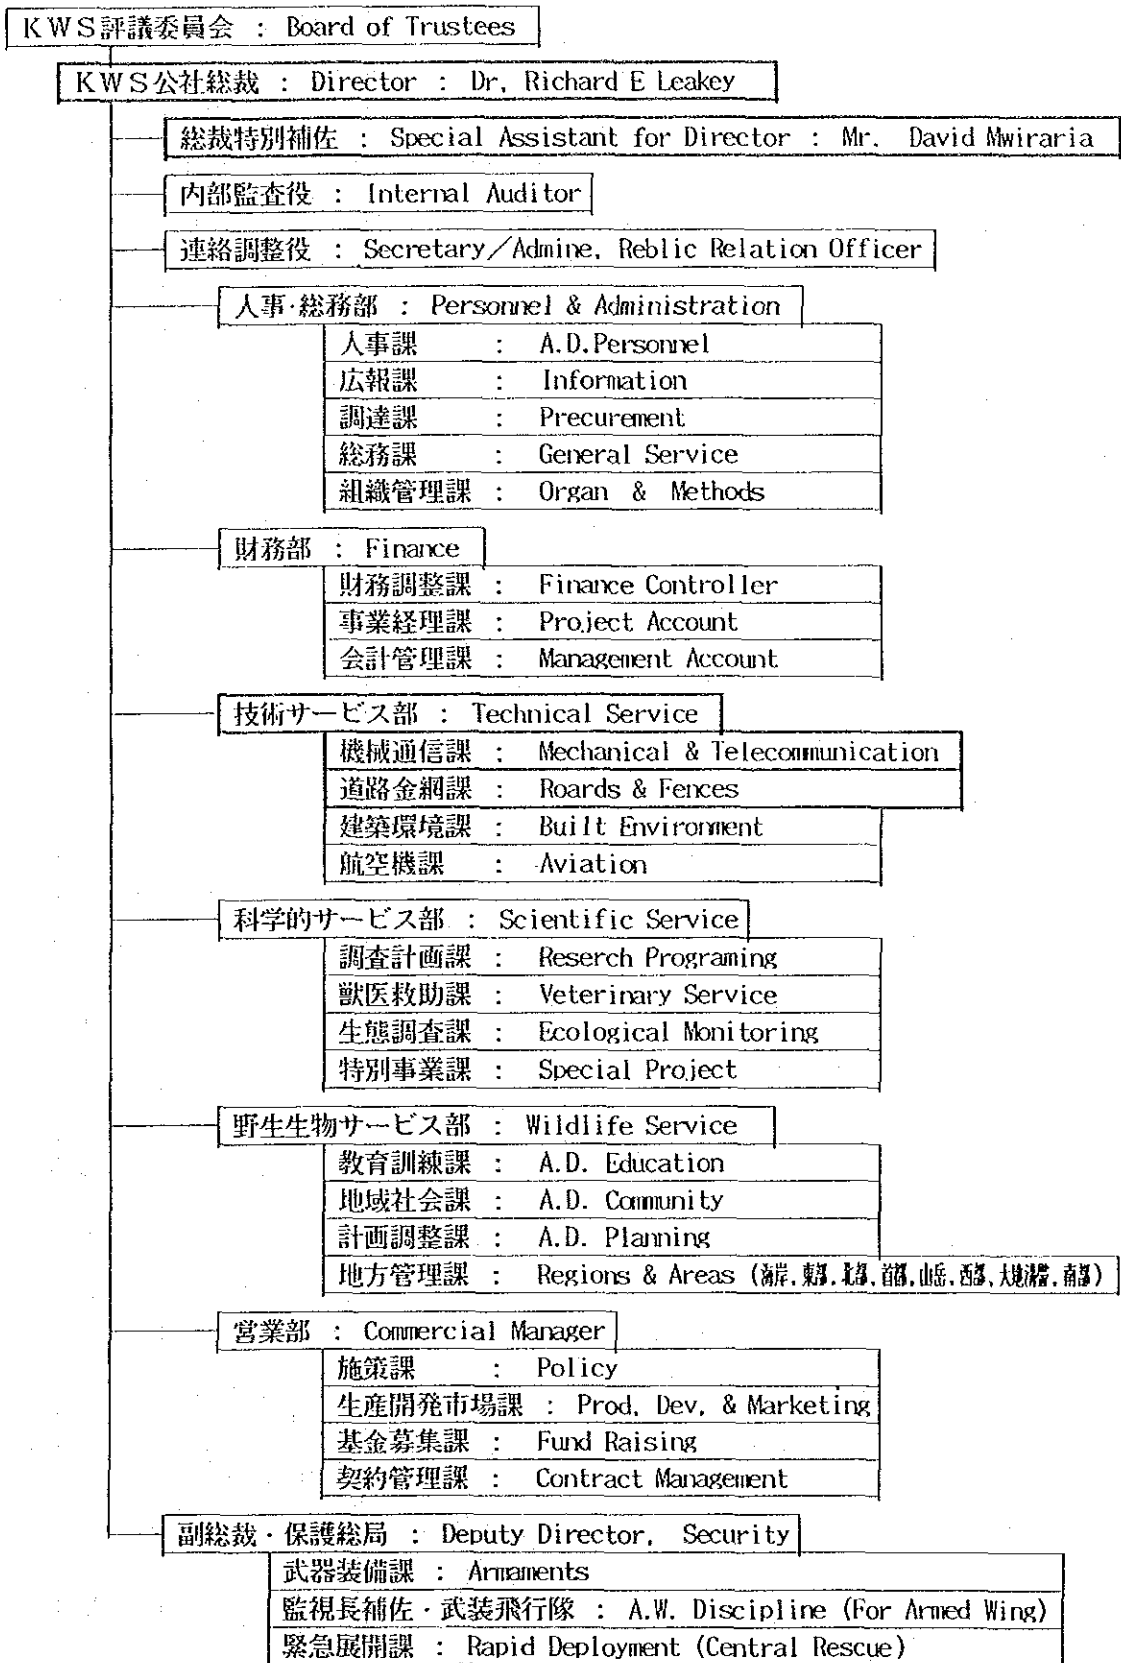 KWS評議委員会 : Board of Trustees
KWS公社総裁 : Director : Dr, Richard E Leakey
総裁特別補佐 : Special Assistant for Director : Mr. David Mwiraria
内部監査役 : Internal Auditor
連絡調整役 : Secretary/Admine, Reblic Relation Officer
人事·総務部 : Personnel & Administration
人事課 : A.D.Personnel
広報課 : Information
調達課 : Precurement
総務課 : General Service
組織管理課 : Organ & Methods
財務部 : Finance
財務調整課 : Finance Controller
事業経理課 : Project Account
会計管理課 : Management Account
技術サービス部 : Technical Service
機械通信課 : Mechanical & Telecommunication
道路金網課 : Roards & Fences
建築環境課 : Built Environment
航空機課 : Aviation
科学的サービス部 : Scientific Service
調査計画課 : Reserch Programing
獣医救助課 : Veterinary Service
生態調査課 : Ecological Monitoring
特別事業課 : Special Project
野生生物サービス部 : Wildlife Service
教育訓練課 : A.D. Education
地域社会課 : A.D. Community
計画調整課 : A.D. Planning
地方管理課 : Regions & Areas (海岸,東部,北部,首都,山岳,西部,南部)
営業部 : Commercial Manager
施策課 : Policy
生産開発市場課 : Prod, Dev, & Marketing
基金募集課 : Fund Raising
契約管理課 : Contract Management
副総裁·保護総局 : Deputy Director, Security
武器装備課 : Armaments
監視長補佐·武装飛行隊 : A.W. Discipline (For Armed Wing)
緊急展開課 : Rapid Deployment (Central Rescue)